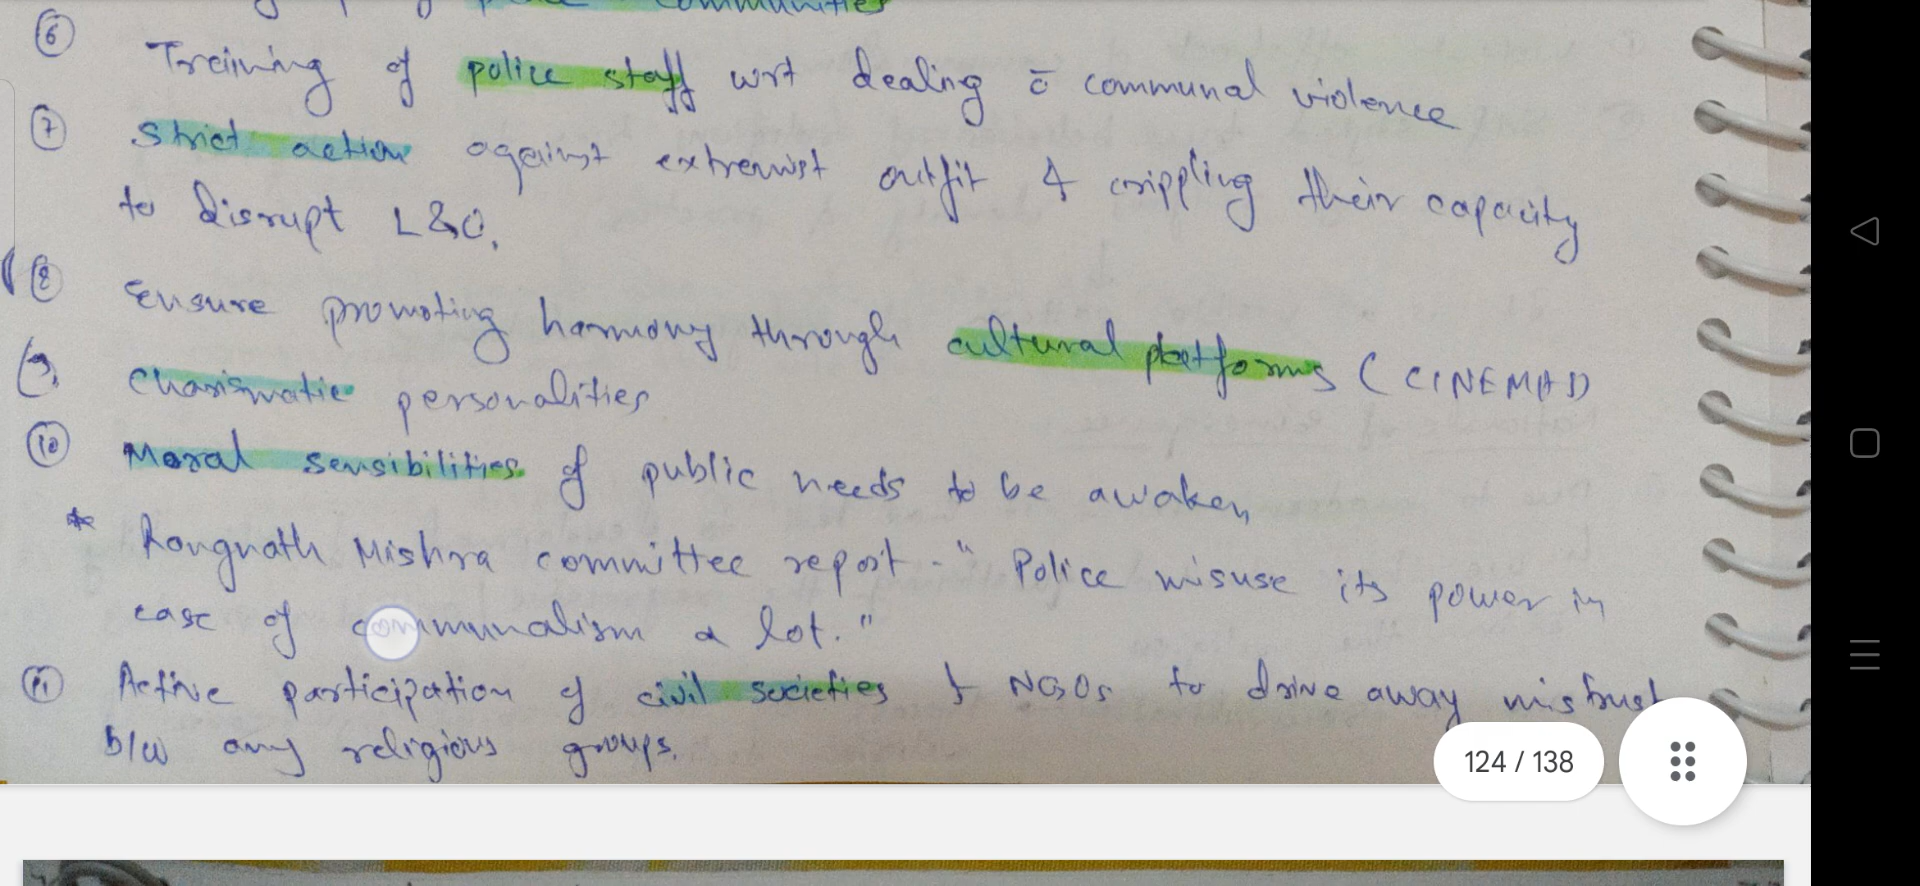 communities
⑥ Training of police staff wrt dealing c̄ communal violence
⑦ Strict action against extremist outfit & crippling their capacity
to disrupt L&O.
⑧ Ensure promoting harmony through cultural platforms (CINEMA)
9. Charismatic personalities
⑩ Moral sensibilities of public needs to be awaken
* Rangnath Mishra committee report - " Police misuse its power in
case of communalism a lot."
⑪ Active participation of civil societies & NGOs to drive away mistrust
b/w any religious groups.
124 / 138